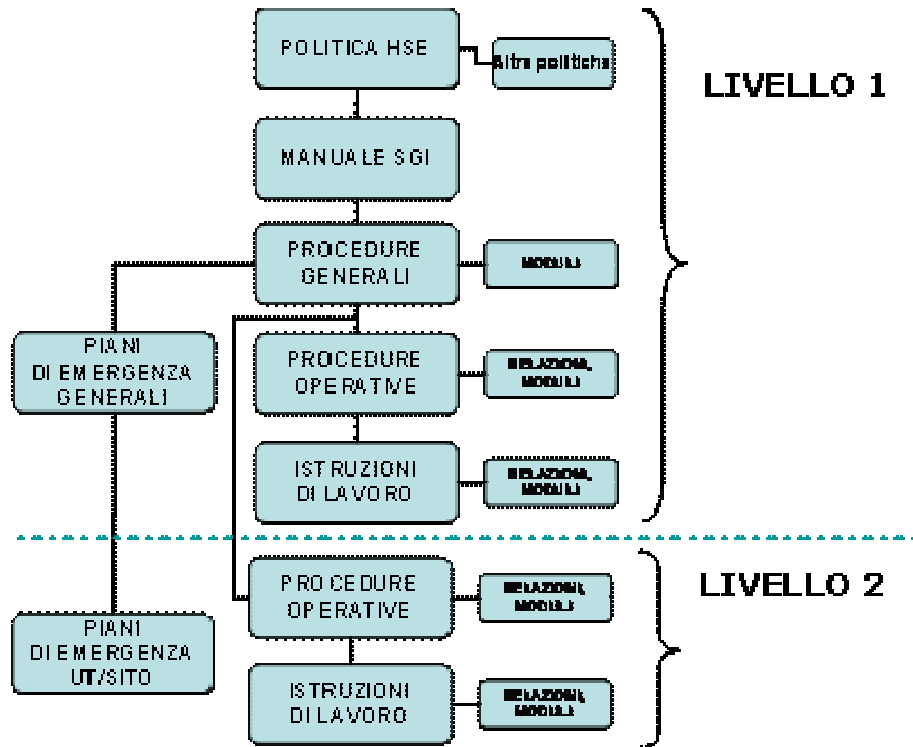 POLITICA HSE
Altre politiche
LIVELLO 1
MANUALE SGI
PROCEDURE
GENERALI
MODULI
PIANI
DI EMERGENZA
GENERALI
PROCEDURE
OPERATIVE
RELAZIONI,
MODULI
ISTRUZIONI
DI LAVORO
RELAZIONI,
MODULI
LIVELLO 2
PROCEDURE
OPERATIVE
RELAZIONI,
MODULI
PIANI
DI EMERGENZA
UT/SITO
ISTRUZIONI
DI LAVORO
RELAZIONI,
MODULI